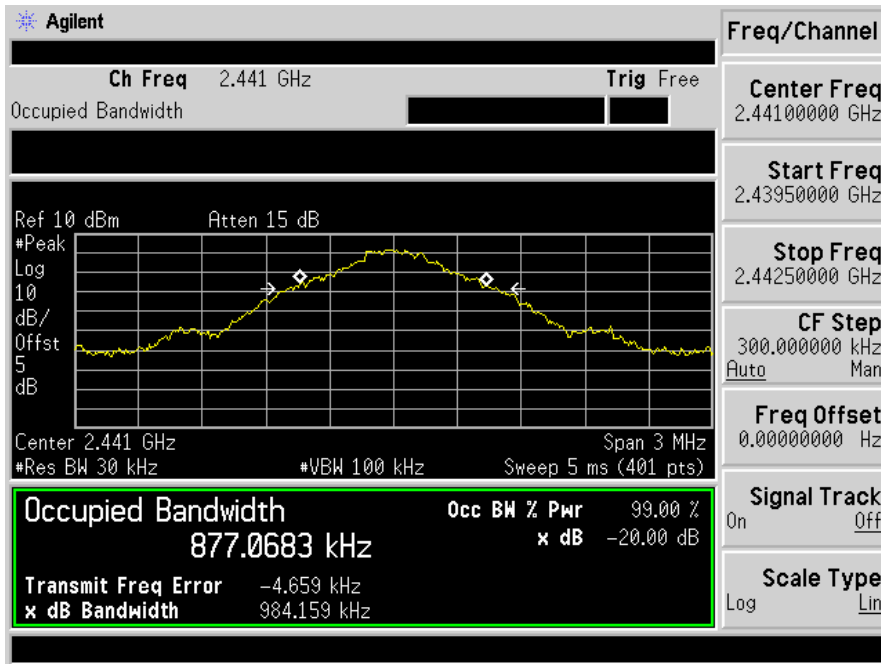 Agilent
Ch Freq 2.441 GHz Trig Free
Occupied Bandwidth
Ref 10 dBm Atten 15 dB
#Peak
Log
10
dB/
Offst
5
dB
Center 2.441 GHz Span 3 MHz
#Res BW 30 kHz #VBW 100 kHz Sweep 5 ms (401 pts)
Occupied Bandwidth
877.0683 kHz
Occ BW % Pwr 99.00 %
x dB -20.00 dB
Transmit Freq Error -4.659 kHz
x dB Bandwidth 984.159 kHz
Freq/Channel
Center Freq
2.44100000 GHz
Start Freq
2.43950000 GHz
Stop Freq
2.44250000 GHz
CF Step
300.000000 kHz
Auto Man
Freq Offset
0.00000000 Hz
Signal Track
On Off
Scale Type
Log Lin